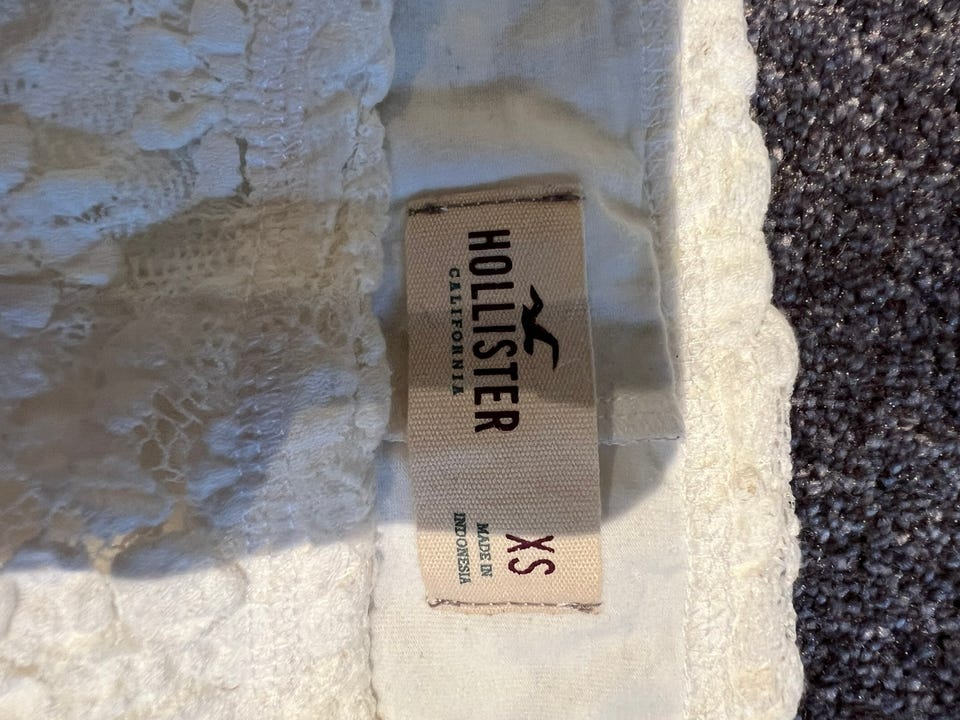 HOLLISTER
CALIFORNIA
XS
MADE IN
INDONESIA